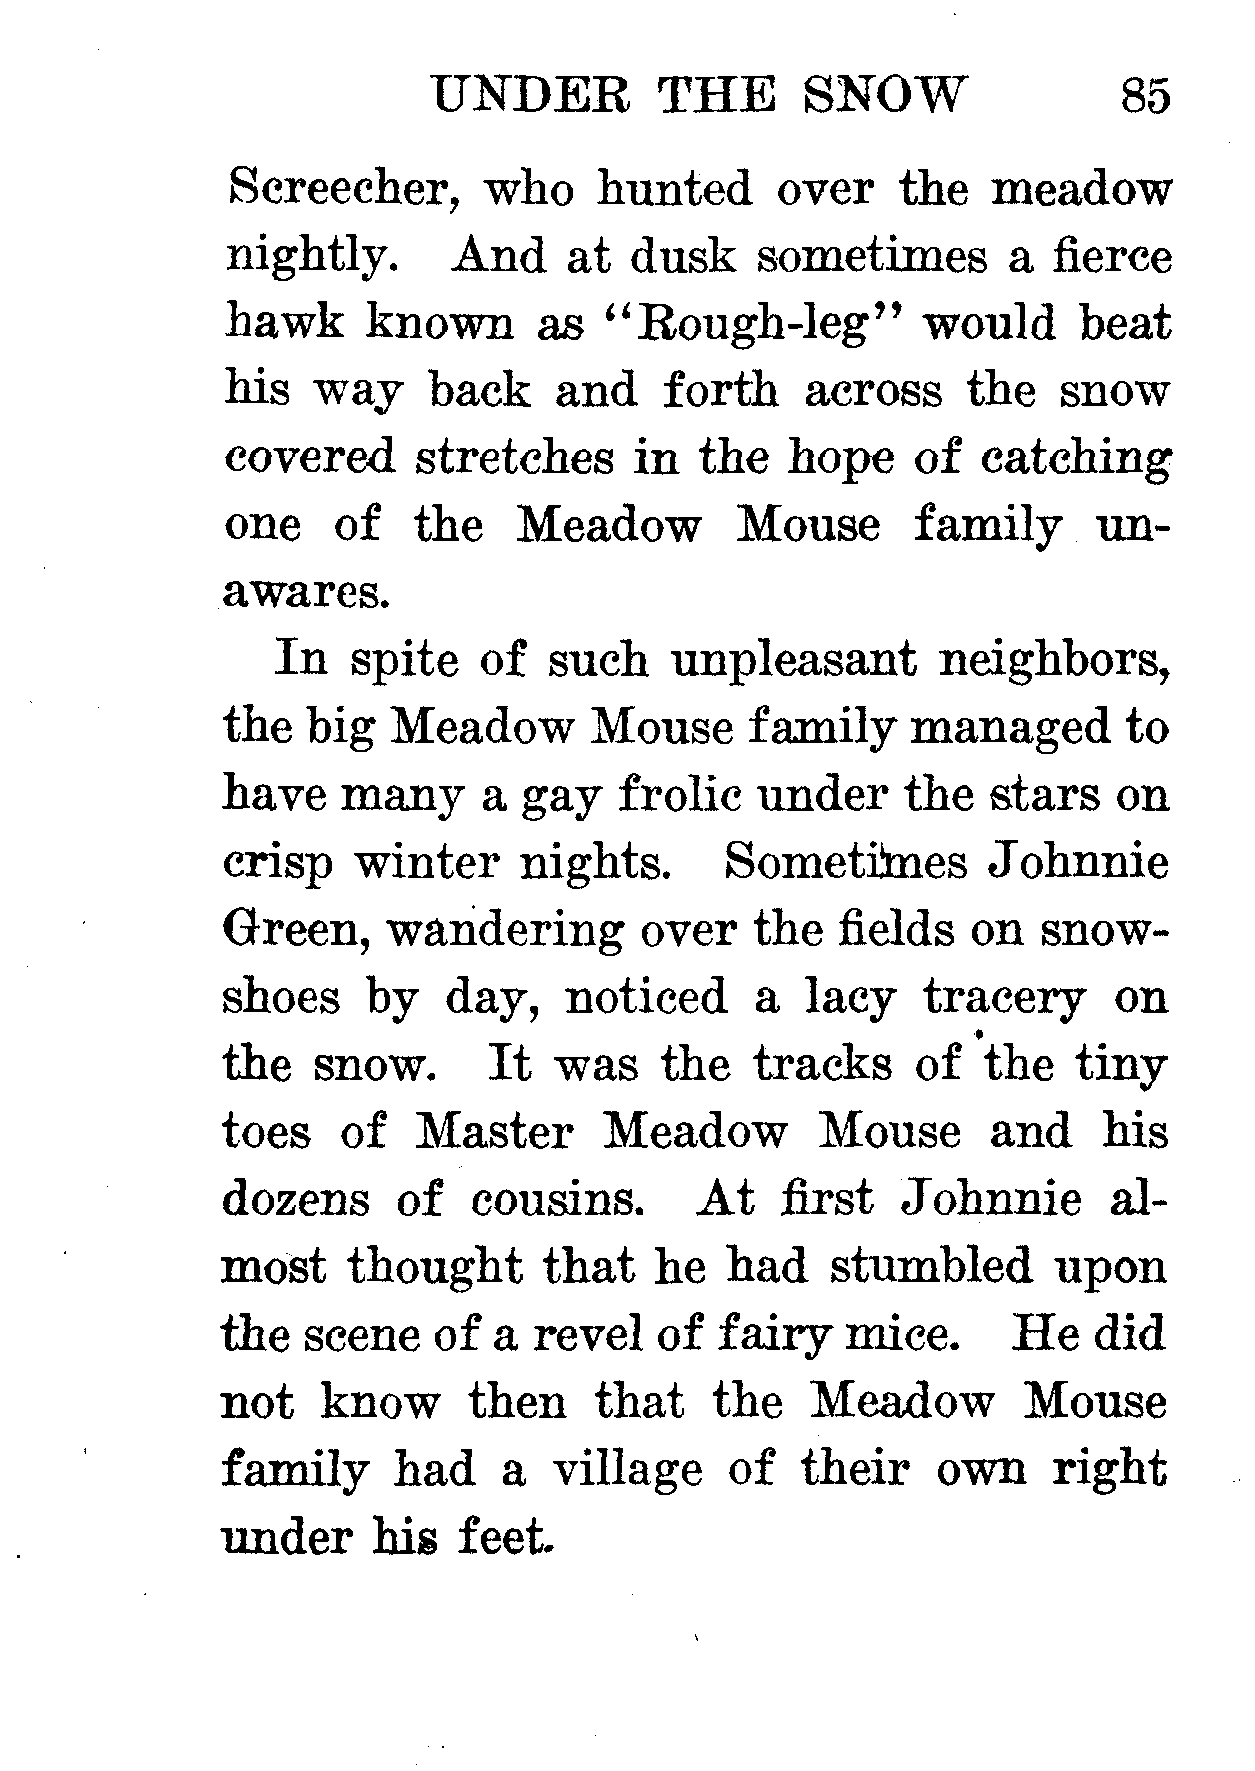 UNDER THE SNOW 85
Screecher, who hunted over the meadow
nightly. And at dusk sometimes a fierce
hawk known as "Rough-leg" would beat
his way back and forth across the snow
covered stretches in the hope of catching
one of the Meadow Mouse family un-
awares.
In spite of such unpleasant neighbors,
the big Meadow Mouse family managed to
have many a gay frolic under the stars on
crisp winter nights. Sometimes Johnnie
Green, wandering over the fields on snow-
shoes by day, noticed a lacy tracery on
the snow. It was the tracks of the tiny
toes of Master Meadow Mouse and his
dozens of cousins. At first Johnnie al-
most thought that he had stumbled upon
the scene of a revel of fairy mice. He did
not know then that the Meadow Mouse
family had a village of their own right
under his feet.